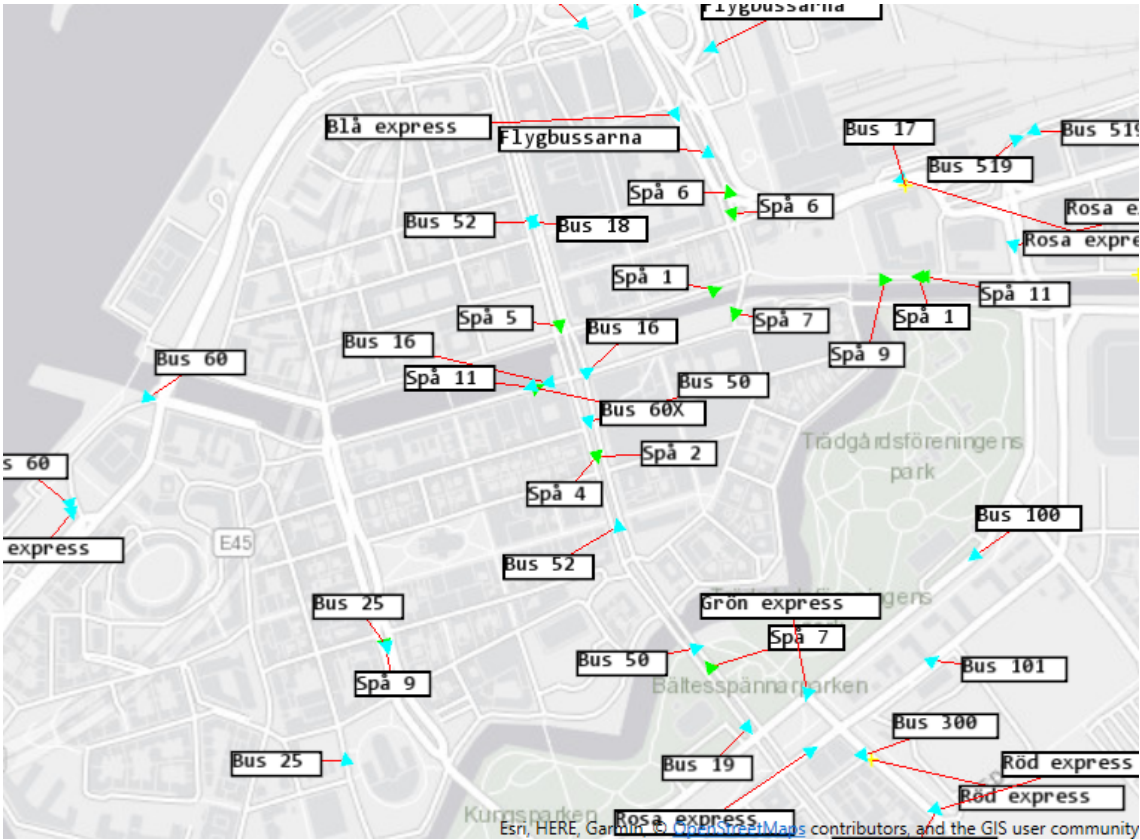 Flygbussarna
Blå express
Flygbussarna
Bus 17
Bus 519
Bus 519
Spå 6
Spå 6
Rosa e
Bus 52
Bus 18
Rosa expre
Spå 1
Spå 11
Spå 5
Spå 7
Spå 1
Bus 16
Bus 16
Spå 9
Bus 60
Spå 11
Bus 50
Bus 60X
Trädgårdsföreningens
park
Spå 2
s 60
Spå 4
Bus 100
E45
express
Bus 52
Grön express
Bus 25
Spå 7
Bus 50
Bus 101
Spå 9
Bältesspännarparken
Bus 300
Bus 25
Bus 19
Röd express
Röd express
Kungsparken
Rosa express
Esri, HERE, Garmin, © OpenStreetMaps contributors, and the GIS user community